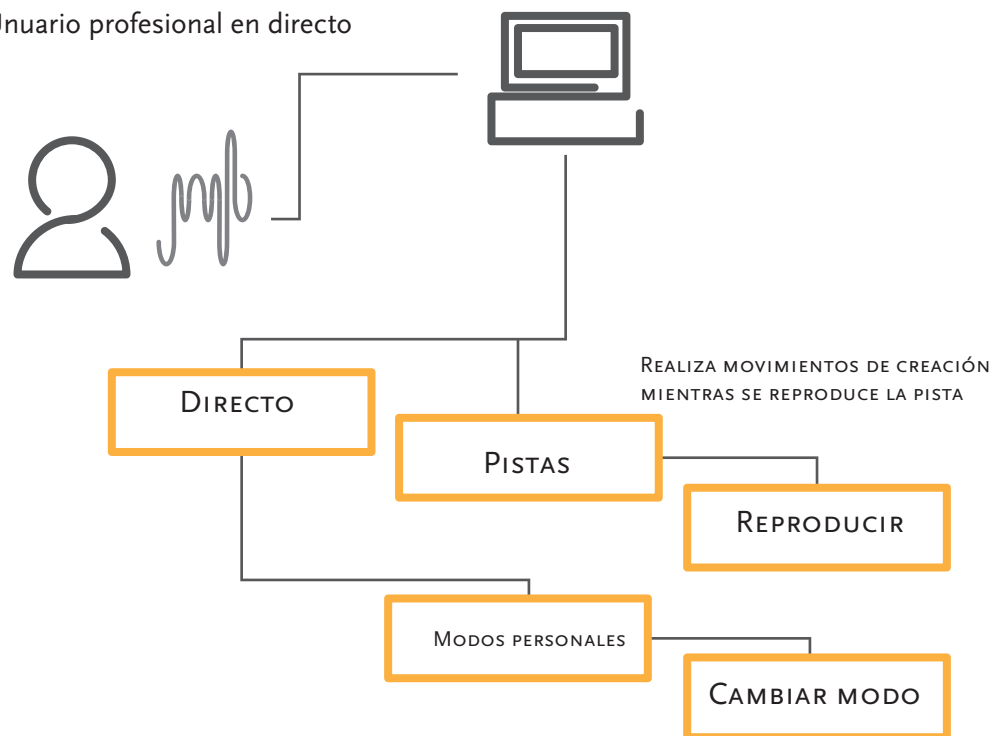 Unuario profesional en directo
Realiza movimientos de creación
mientras se reproduce la pista
Directo
Pistas
Reproducir
Modos personales
Cambiar modo